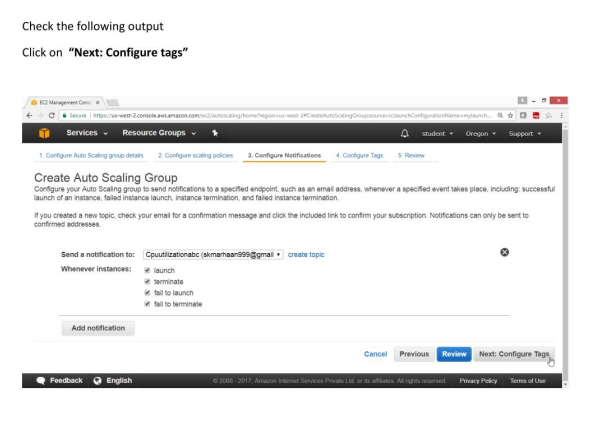 Check the following output
Click on "Next: Configure tags"
EC2 Management Conso
Secure | https://us-west-2.console.aws.amazon.com/ec2/autoscaling/home?region=us-west-2#CreateAutoScalingGroup:source=lc;launchConfigurationName=mylaunch...
Services Resource Groups student Oregon Support
1. Configure Auto Scaling group details 2. Configure scaling policies 3. Configure Notifications 4. Configure Tags 5. Review
Create Auto Scaling Group
Configure your Auto Scaling group to send notifications to a specified endpoint, such as an email address, whenever a specified event takes place, including: successful
launch of an instance, failed instance launch, instance termination, and failed instance termination.
If you created a new topic, check your email for a confirmation message and click the included link to confirm your subscription. Notifications can only be sent to
confirmed addresses.
Send a notification to: Cpuutilizationabc (skmarhaan999@gmail create topic
Whenever instances: launch
terminate
fail to launch
fail to terminate
Add notification
Cancel Previous Review Next: Configure Tags
Feedback English © 2008 - 2017, Amazon Internet Services Private Ltd. or its affiliates. All rights reserved. Privacy Policy Terms of Use